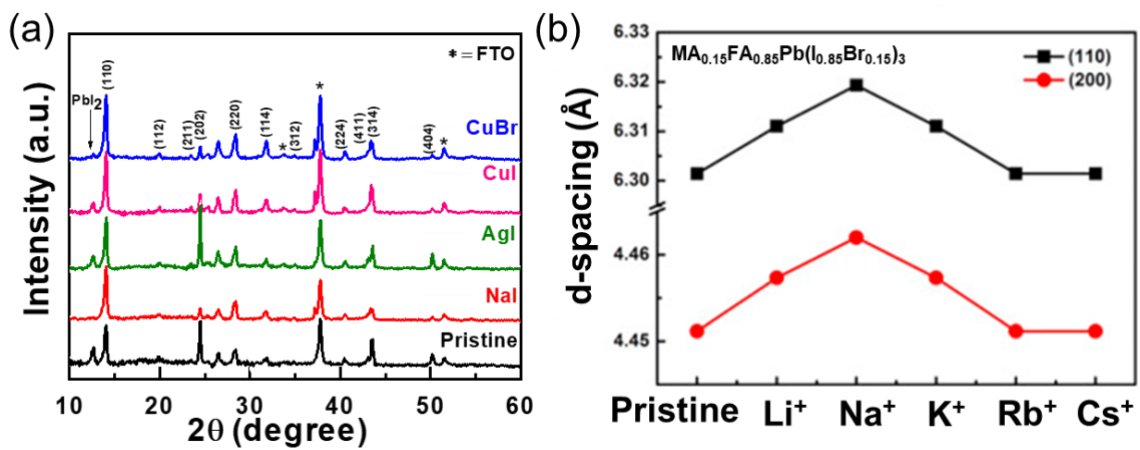 (a)
Intensity (a.u.)
* = FTO
PbI2
(110)
(112)
(211)
(202)
(220)
(114)
*
(312)
*
(224)
(411)
(314)
(404)
*
CuBr
CuI
AgI
NaI
Pristine
10 20 30 40 50 60
2θ (degree)
(b)
d-spacing (Å)
MA0.15FA0.85Pb(I0.85Br0.15)3
(110)
(200)
6.33
6.32
6.31
6.30
4.46
4.45
Pristine Li+ Na+ K+ Rb+ Cs+